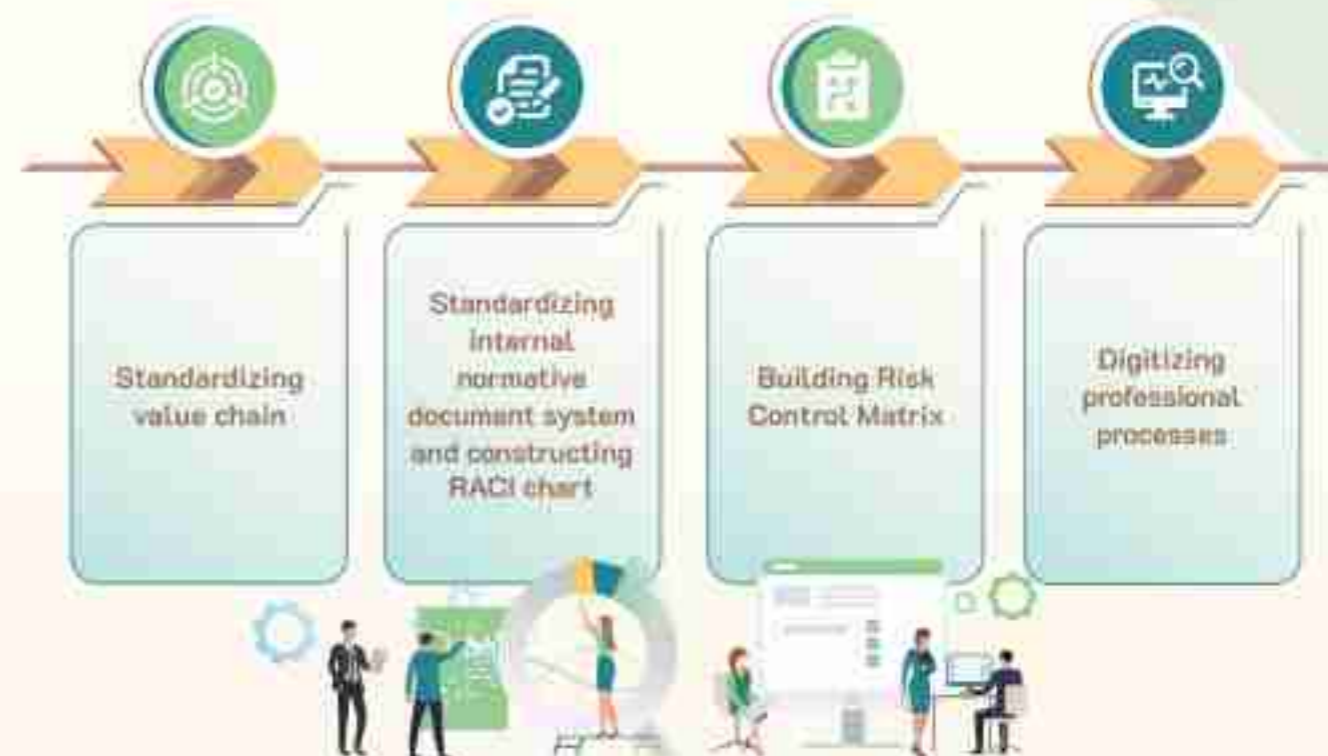 Standardizing
value chain
Standardizing
internal
normative
document system
and constructing
RACI chart
Building Risk
Control Matrix
Digitizing
professional
processes